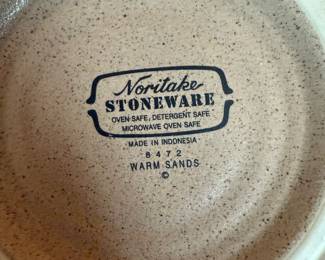 Noritake
STONEWARE
OVEN SAFE, DETERGENT SAFE
MICROWAVE OVEN SAFE
MADE IN INDONESIA
8472
WARM SANDS
©